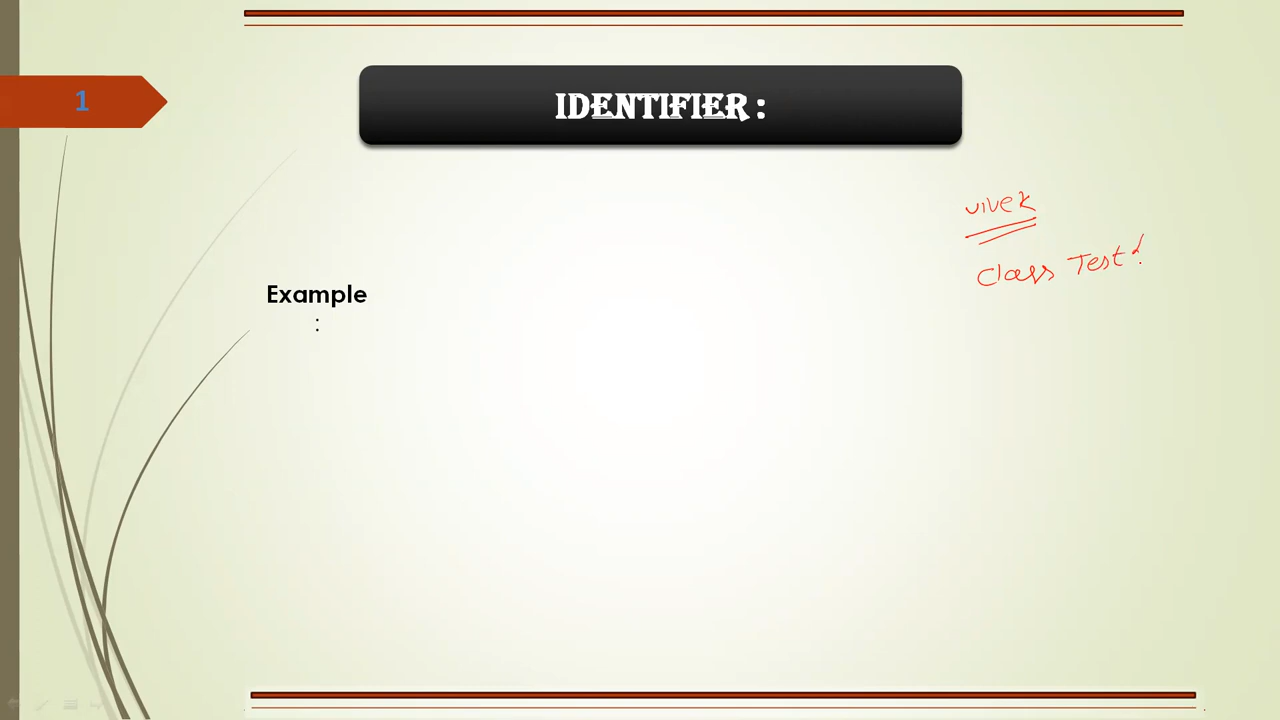 1
IDENTIFIER :
vivek
Class Test {
Example
: